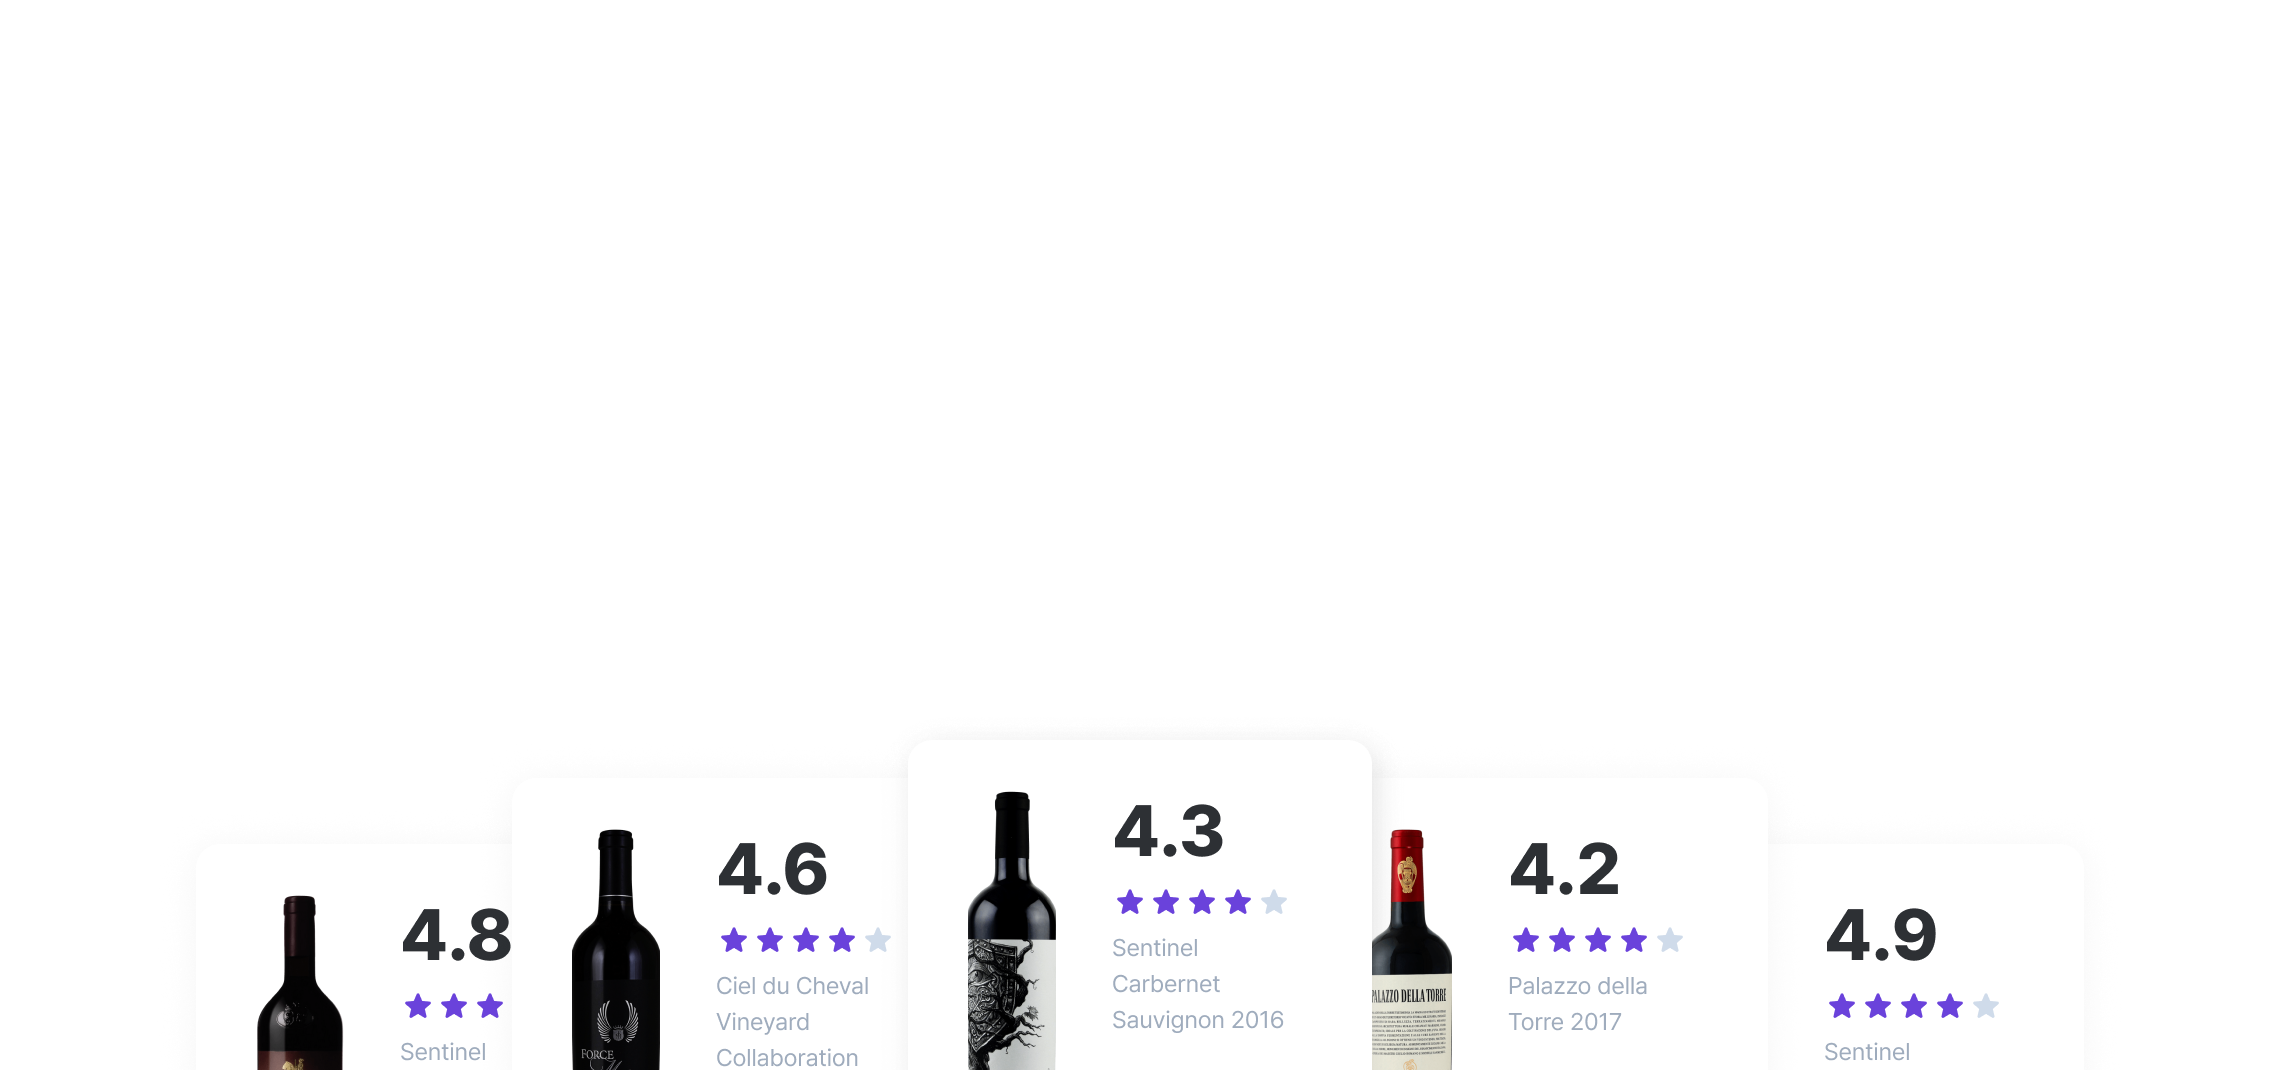 4.8
Sentinel
4.6
Ciel du Cheval
Vineyard
Collaboration
FORCE
4.3
Sentinel
Carbernet
Sauvignon 2016
PALAZZO DELLA TORRE
4.2
Palazzo della
Torre 2017
4.9
Sentinel